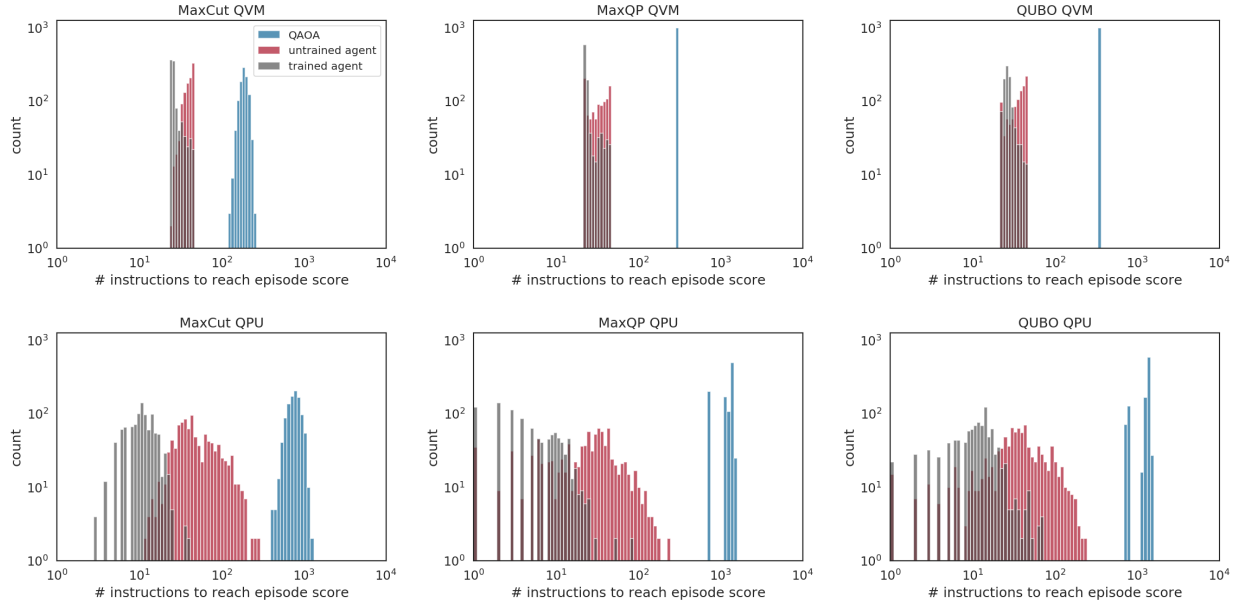 MaxCut QVM
10³
10²
10¹
10⁰
count
QAOA
untrained agent
trained agent
10⁰ 10¹ 10² 10³ 10⁴
# instructions to reach episode score
MaxQP QVM
10³
10²
10¹
10⁰
count
10⁰ 10¹ 10² 10³ 10⁴
# instructions to reach episode score
QUBO QVM
10³
10²
10¹
10⁰
count
10⁰ 10¹ 10² 10³ 10⁴
# instructions to reach episode score
MaxCut QPU
10³
10²
10¹
10⁰
count
10⁰ 10¹ 10² 10³ 10⁴
# instructions to reach episode score
MaxQP QPU
10³
10²
10¹
10⁰
count
10⁰ 10¹ 10² 10³ 10⁴
# instructions to reach episode score
QUBO QPU
10³
10²
10¹
10⁰
count
10⁰ 10¹ 10² 10³ 10⁴
# instructions to reach episode score